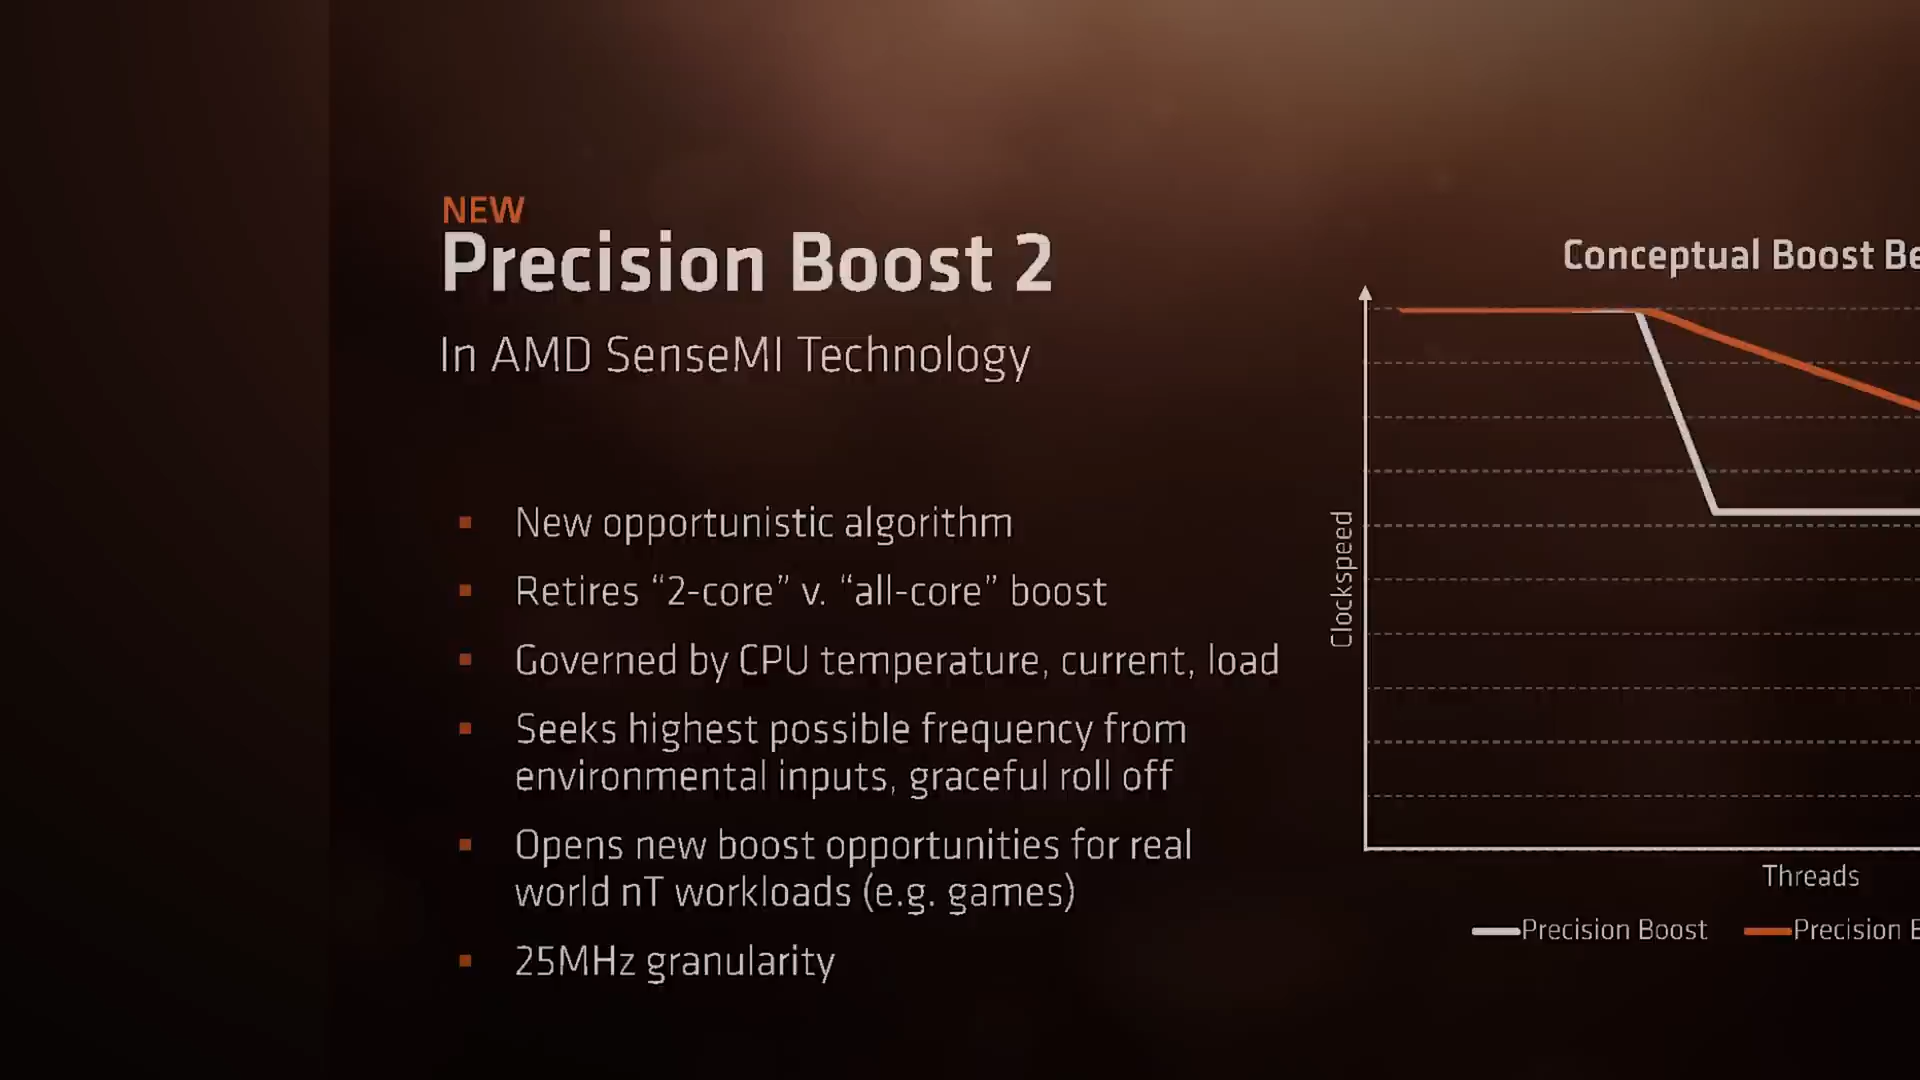 NEW
Precision Boost 2
In AMD SenseMI Technology
New opportunistic algorithm
Retires “2-core” v. “all-core” boost
Governed by CPU temperature, current, load
Seeks highest possible frequency from
environmental inputs, graceful roll off
Opens new boost opportunities for real
world nT workloads (e.g. games)
25MHz granularity
Conceptual Boost
Clockspeed
Threads
Precision Boost
Precision